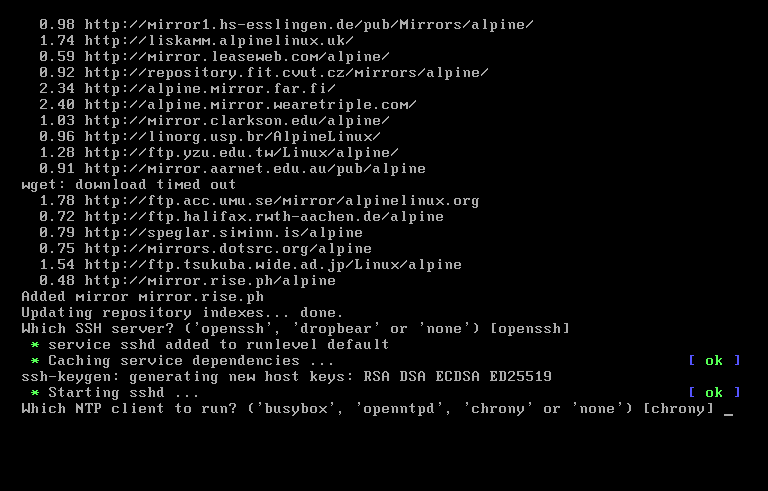 0.98 http://mirror1.hs-esslingen.de/pub/Mirrors/alpine/
1.74 http://liskamm.alpinelinux.uk/
0.59 http://mirror.leaseweb.com/alpine/
0.92 http://repository.fit.cvut.cz/mirrors/alpine/
2.34 http://alpine.mirror.far.fi/
2.40 http://alpine.mirror.wearetriple.com/
1.03 http://mirror.clarkson.edu/alpine/
0.96 http://linorg.usp.br/AlpineLinux/
1.28 http://ftp.yzu.edu.tw/Linux/alpine/
0.91 http://mirror.aarnet.edu.au/pub/alpine
wget: download timed out
1.78 http://ftp.acc.umu.se/mirror/alpinelinux.org
0.72 http://ftp.halifax.rwth-aachen.de/alpine
0.79 http://speglar.siminn.is/alpine
0.75 http://mirrors.dotsrc.org/alpine
1.54 http://ftp.tsukuba.wide.ad.jp/Linux/alpine
0.48 http://mirror.rise.ph/alpine
Added mirror mirror.rise.ph
Updating repository indexes... done.
Which SSH server? ('openssh', 'dropbear' or 'none') [openssh]
* service sshd added to runlevel default
* Caching service dependencies ... [ ok ]
ssh-keygen: generating new host keys: RSA DSA ECDSA ED25519
* Starting sshd ... [ ok ]
Which NTP client to run? ('busybox', 'openntpd', 'chrony' or 'none') [chrony] _